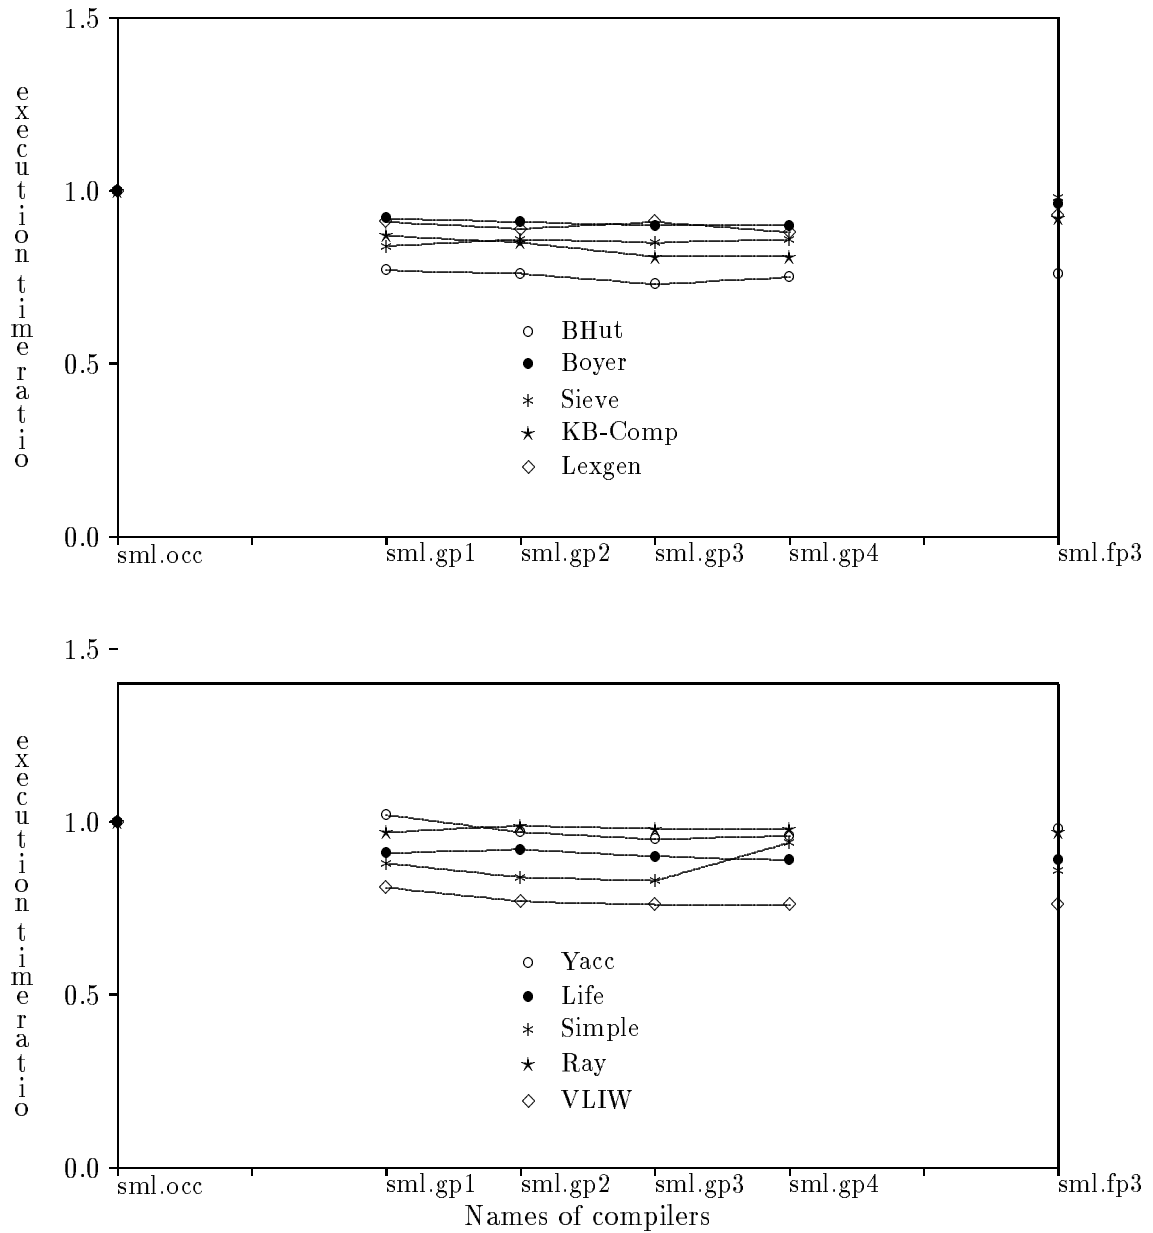 1.5
execution time ratio
1.0
0.5
0.0
BHut
Boyer
Sieve
KB-Comp
Lexgen
sml.occ sml.gp1 sml.gp2 sml.gp3 sml.gp4 sml.fp3
1.5
execution time ratio
1.0
0.5
0.0
Yacc
Life
Simple
Ray
VLIW
sml.occ sml.gp1 sml.gp2 sml.gp3 sml.gp4 sml.fp3
Names of compilers